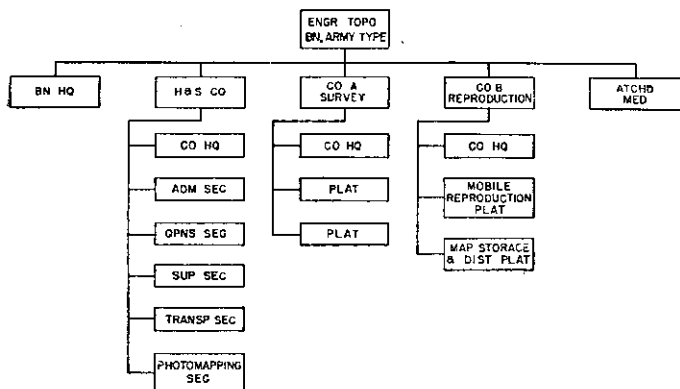 ENGR TOPO
BN, ARMY TYPE
BN HQ
H&S CO
CO A
SURVEY
CO B
REPRODUCTION
ATCHD
MED
CO HQ
ADM SEC
OPNS SEC
SUP SEC
TRANSP SEC
PHOTOMAPPING
SEC
CO HQ
PLAT
PLAT
CO HQ
MOBILE
REPRODUCTION
PLAT
MAP STORAGE
& DIST PLAT